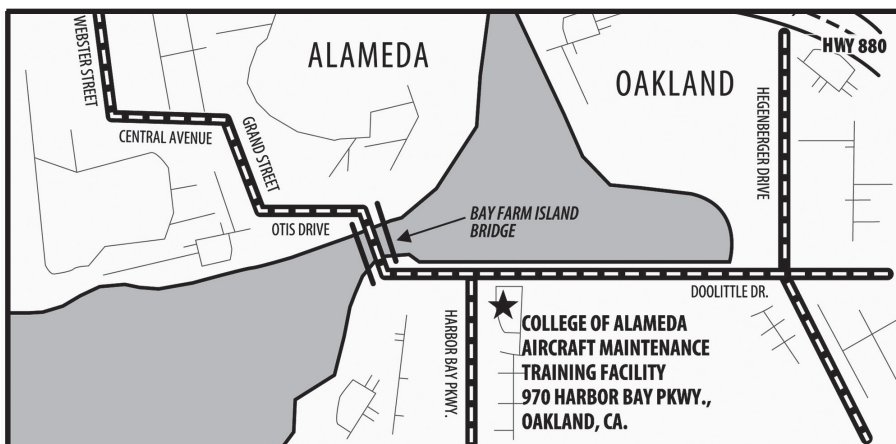 WEBSTER STREET
ALAMEDA
OAKLAND
HWY 880
CENTRAL AVENUE
GRAND STREET
HEGENBERGER DRIVE
OTIS DRIVE
BAY FARM ISLAND
BRIDGE
DOOLITTLE DR.
HARBOR BAY PKWY.
COLLEGE OF ALAMEDA
AIRCRAFT MAINTENANCE
TRAINING FACILITY
970 HARBOR BAY PKWY.,
OAKLAND, CA.